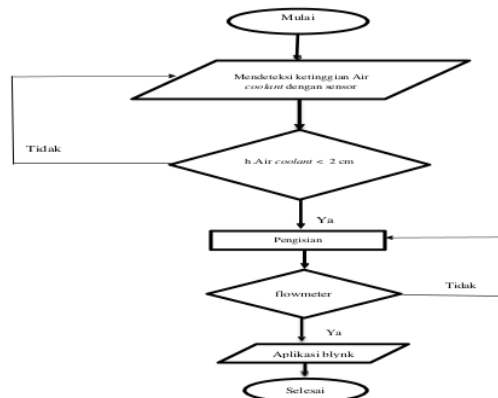 Mulai
Mendeteksi ketinggian Air
coolant dengan sensor
Tidak
h.Air coolant < 2 cm
Ya
Pengisian
flowmeter
Tidak
Ya
Aplikasi blynk
Selesai